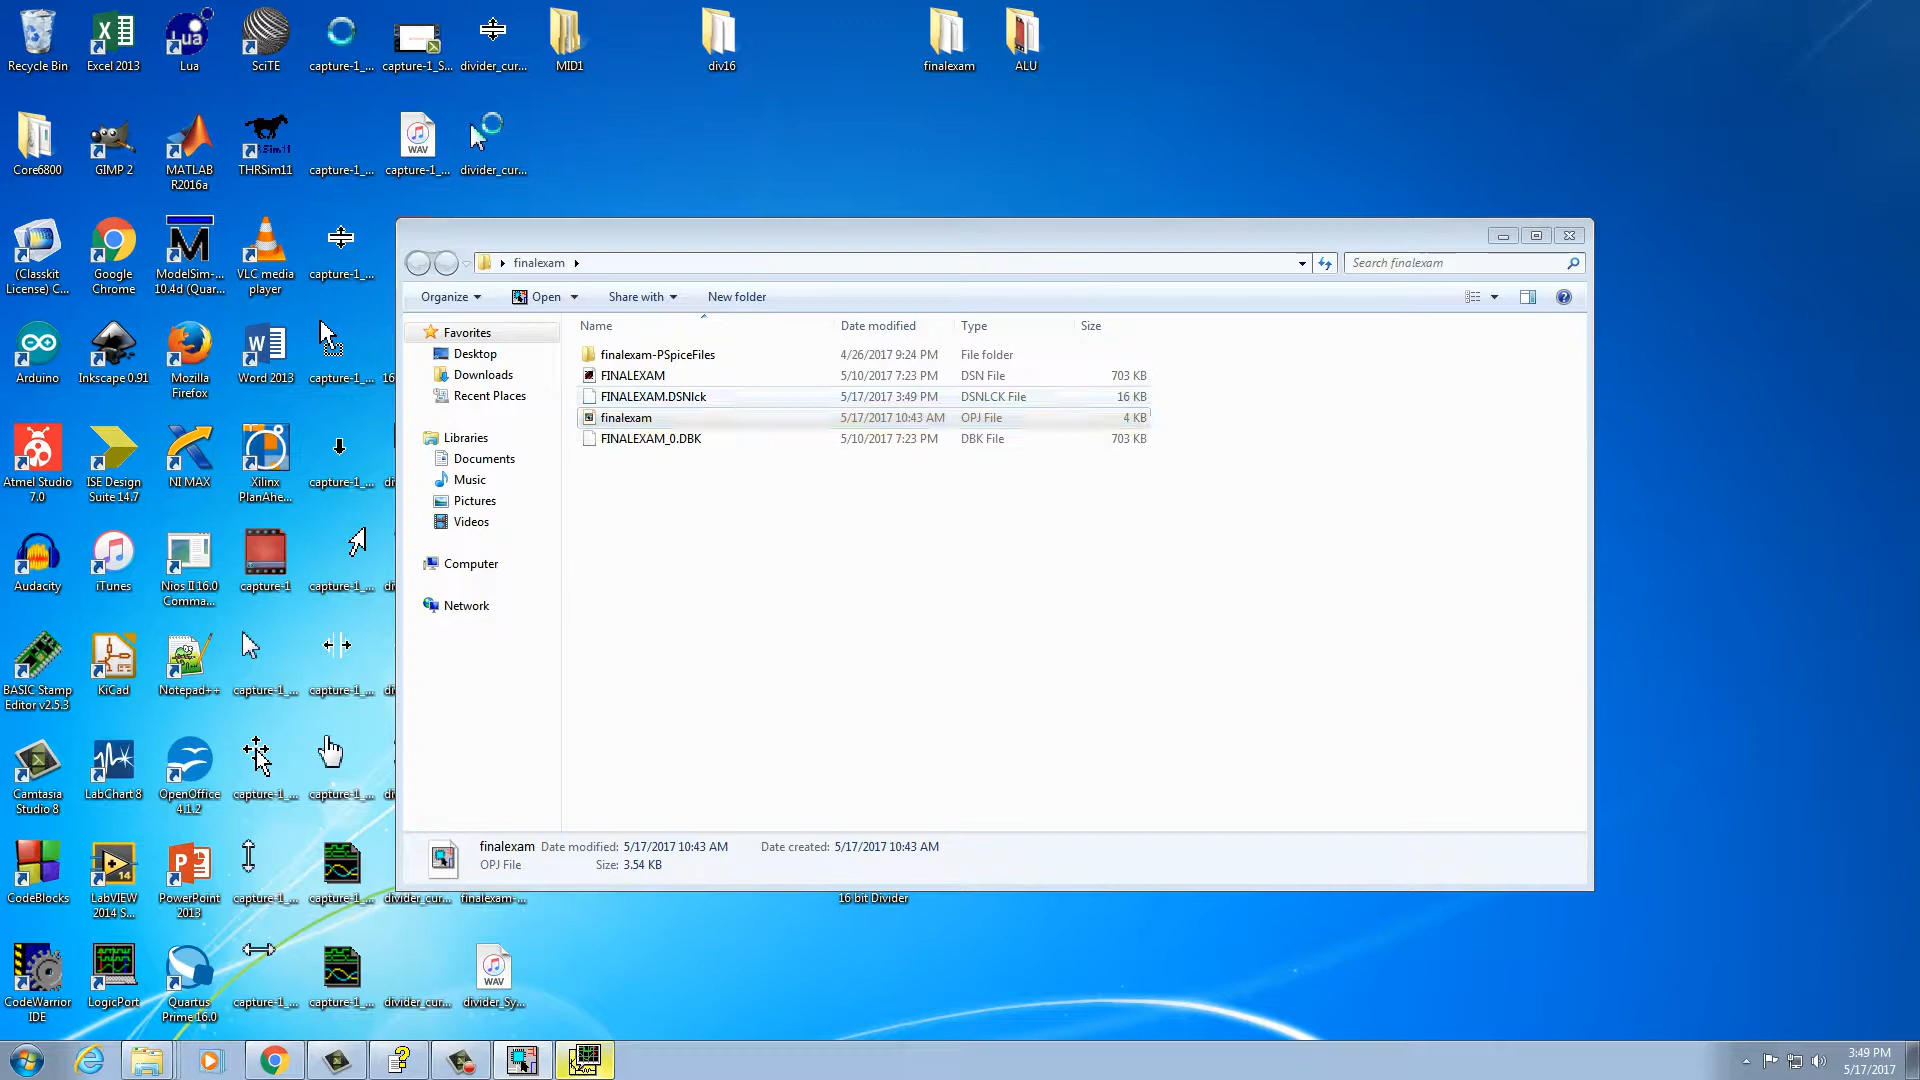 Recycle Bin
Excel 2013
Lua
SciTE
capture-1_...
capture-1_S...
divider_cur...
MID1
div16
finalexam
ALU
Core6800
GIMP 2
MATLAB
R2016a
THRSim11
capture-1_...
WAV
capture-1_...
divider_cur...
(Classkit
License) C...
Google
Chrome
ModelSim-...
10.4d (Quar...
VLC media
player
capture-1_...
Arduino
Inkscape 0.91
Mozilla
Firefox
Word 2013
capture-1_...
16
Atmel Studio
7.0
ISE Design
Suite 14.7
NI MAX
Xilinx
PlanAhe...
capture-1_...
Audacity
iTunes
Nios II 16.0
Comma...
capture-1
capture-1_...
BASIC Stamp
Editor v2.5.3
KiCad
Notepad++
capture-1_...
capture-1_...
Camtasia
Studio 8
LabChart 8
OpenOffice
4.1.2
capture-1_...
capture-1_...
CodeBlocks
LabVIEW
2014 S...
PowerPoint
2013
capture-1_...
capture-1_...
divider_cur...
finalexam-...
16 bit Divider
CodeWarrior
IDE
LogicPort
Quartus
Prime 16.0
capture-1_...
capture-1_...
divider_cur...
WAV
divider_Sy...
finalexam
Search finalexam
Organize
Open
Share with
New folder
Name
Date modified
Type
Size
finalexam-PSpiceFiles 4/26/2017 9:24 PM File folder
FINALEXAM 5/10/2017 7:23 PM DSN File 703 KB
FINALEXAM.DSNlck 5/17/2017 3:49 PM DSNLCK File 16 KB
finalexam 5/17/2017 10:43 AM OPJ File 4 KB
FINALEXAM_0.DBK 5/10/2017 7:23 PM DBK File 703 KB
Favorites
Desktop
Downloads
Recent Places
Libraries
Documents
Music
Pictures
Videos
Computer
Network
finalexam Date modified: 5/17/2017 10:43 AM Date created: 5/17/2017 10:43 AM
OPJ File Size: 3.54 KB
3:49 PM
5/17/2017